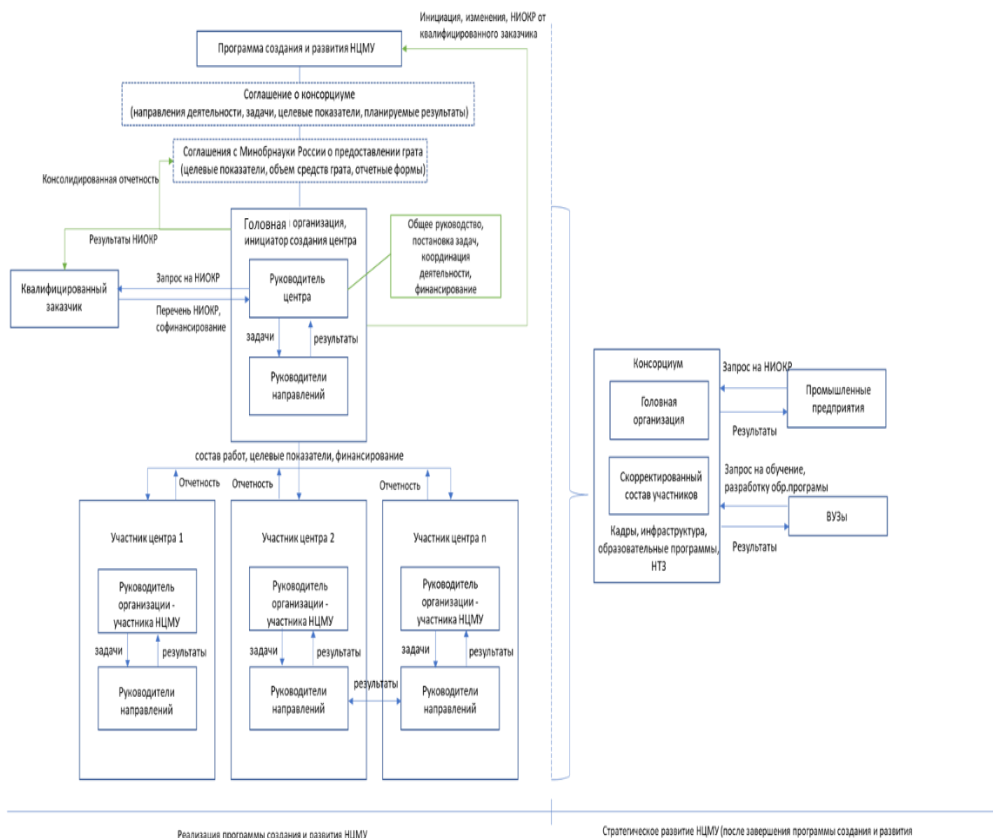 Инициация, изменения, НИОКР от
квалифицированного заказчика
Программа создания и развития НЦМУ
Соглашение о консорциуме
(направления деятельности, задачи, целевые показатели, планируемые результаты)
Соглашения с Минобрнауки России о предоставлении грата
(целевые показатели, объем средств грата, отчетные формы)
Консолидированная отчетность
Головная организация,
инициатор создания центра
Общее руководство,
постановка задач,
координация
деятельности,
финансирование
Результаты НИОКР
Квалифицированный
заказчик
Запрос на НИОКР
Перечень НИОКР,
софинансирование
Руководитель
центра
задачи
результаты
Руководители
направлений
состав работ, целевые показатели, финансирование
Отчетность
Отчетность
Отчетность
Участник центра 1
Руководитель
организации -
участника НЦМУ
задачи
результаты
Руководители
направлений
Участник центра 2
Руководитель
организации -
участника НЦМУ
задачи
результаты
Руководители
направлений
результаты
Участник центра n
Руководитель
организации -
участника НЦМУ
задачи
результаты
Руководители
направлений
Консорциум
Головная
организация
Скорректированный
состав участников
Кадры, инфраструктура,
образовательные программы,
НТЗ
Запрос на НИОКР
Результаты
Промышленные
предприятия
Запрос на обучение,
разработку обр.програмы
Результаты
ВУЗы
Реализация программы создания и развития НЦМУ
Стратегическое развитие НЦМУ (после завершения программы создания и развития